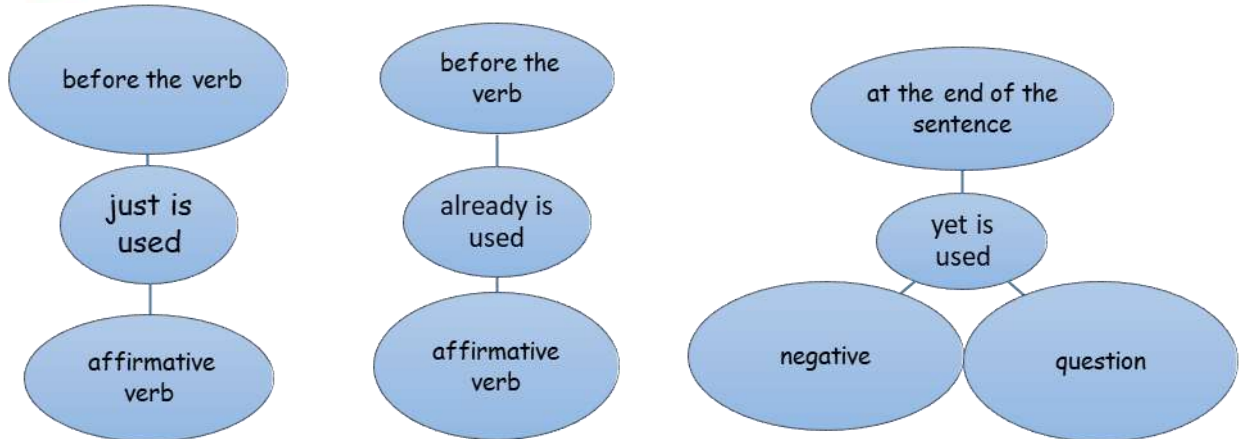 before the verb
just is
used
affirmative
verb
before the
verb
already is
used
affirmative
verb
at the end of the
sentence
yet is
used
negative
question